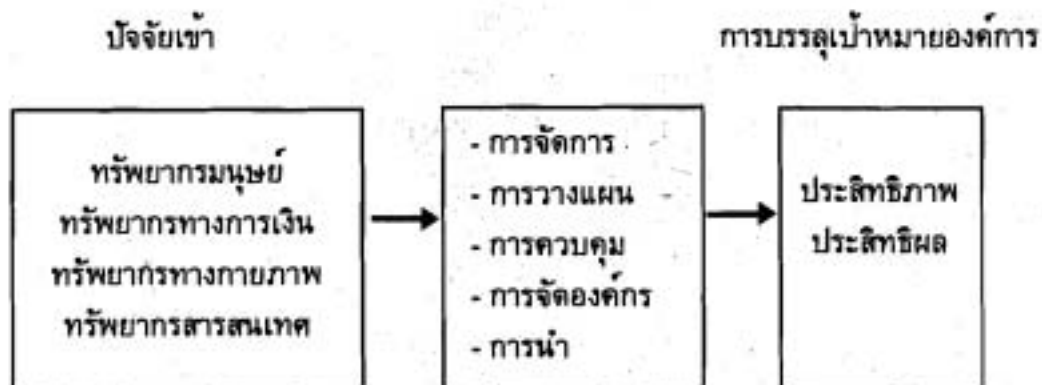 ปัจจัยเข้า
การบรรลุเป้าหมายองค์การ
ทรัพยากรมนุษย์
ทรัพยากรทางการเงิน
ทรัพยากรทางกายภาพ
ทรัพยากรสารสนเทศ
- การจัดการ
- การวางแผน
- การควบคุม
- การจัดองค์กร
- การนำ
ประสิทธิภาพ
ประสิทธิผล